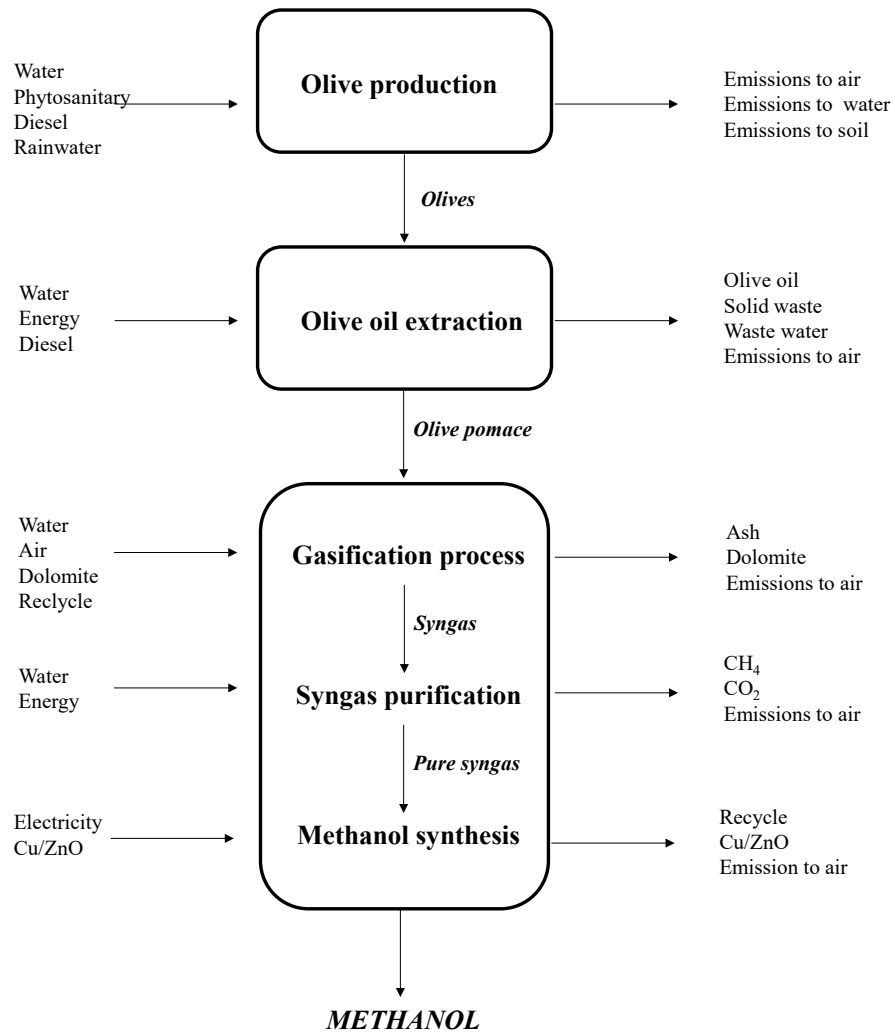 Water
Phytosanitary
Diesel
Rainwater
Olive production
Emissions to air
Emissions to water
Emissions to soil
Olives
Water
Energy
Diesel
Olive oil extraction
Olive oil
Solid waste
Waste water
Emissions to air
Olive pomace
Water
Air
Dolomite
Reclycle
Gasification process
Ash
Dolomite
Emissions to air
Syngas
Water
Energy
Syngas purification
CH₄
CO₂
Emissions to air
Pure syngas
Electricity
Cu/ZnO
Methanol synthesis
Recycle
Cu/ZnO
Emission to air
METHANOL